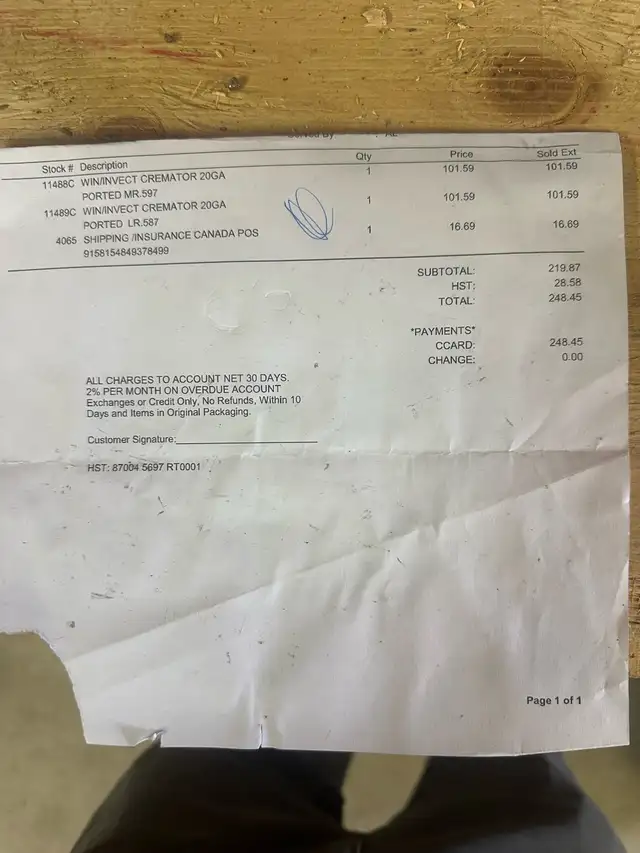 Stock # Description Qty Price Sold Ext
11488C WIN/INVECT CREMATOR 20GA 1 101.59 101.59
PORTED MR.597
11489C WIN/INVECT CREMATOR 20GA 1 101.59 101.59
PORTED LR.587
4065 SHIPPING /INSURANCE CANADA POS 1 16.69 16.69
9158154849378499
SUBTOTAL: 219.87
HST: 28.58
TOTAL: 248.45
*PAYMENTS*
CCARD: 248.45
CHANGE: 0.00
ALL CHARGES TO ACCOUNT NET 30 DAYS.
2% PER MONTH ON OVERDUE ACCOUNT
Exchanges or Credit Only, No Refunds, Within 10
Days and Items in Original Packaging.
Customer Signature:
HST: 87004 5697 RT0001
Page 1 of 1